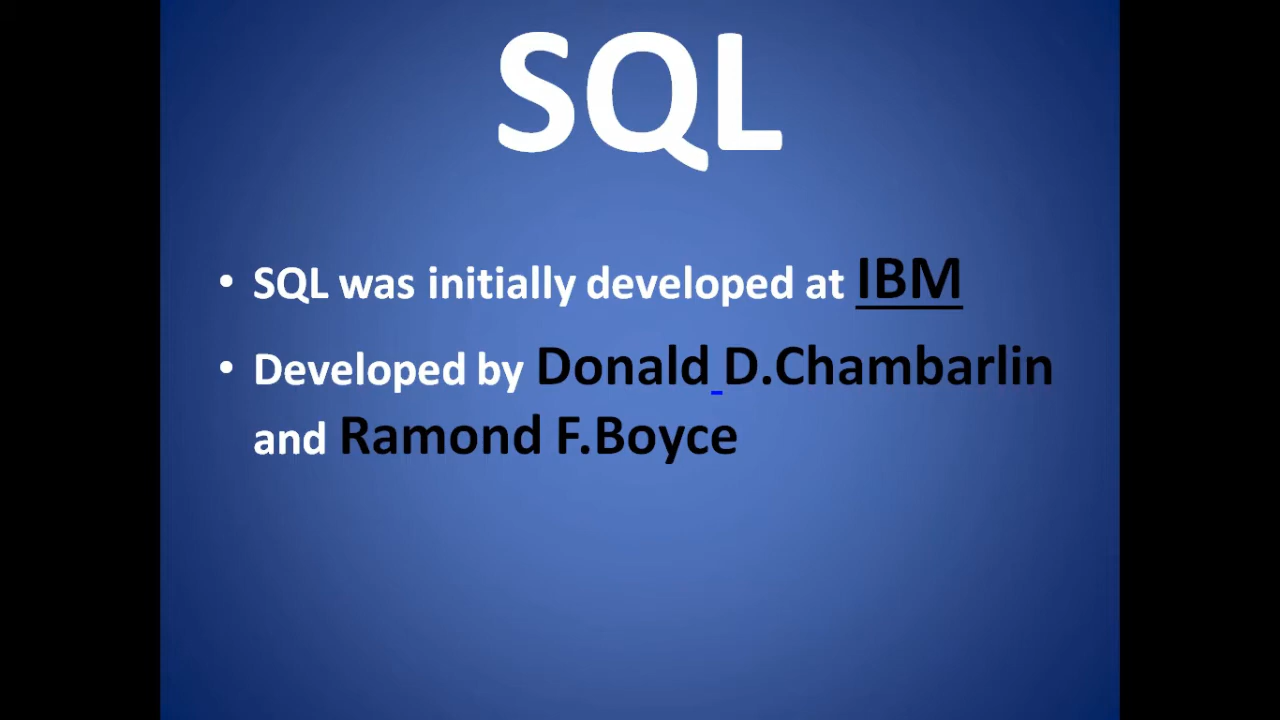 SQL
• SQL was initially developed at IBM
• Developed by Donald D.Chambarlin
and Ramond F.Boyce